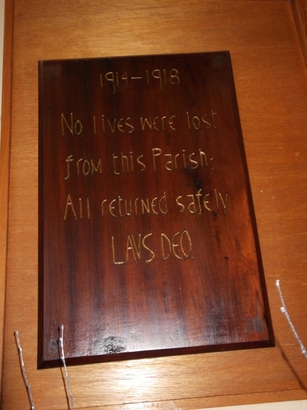 1914-1918
No lives were lost
from this Parish.
All returned safely
LAVS DEO